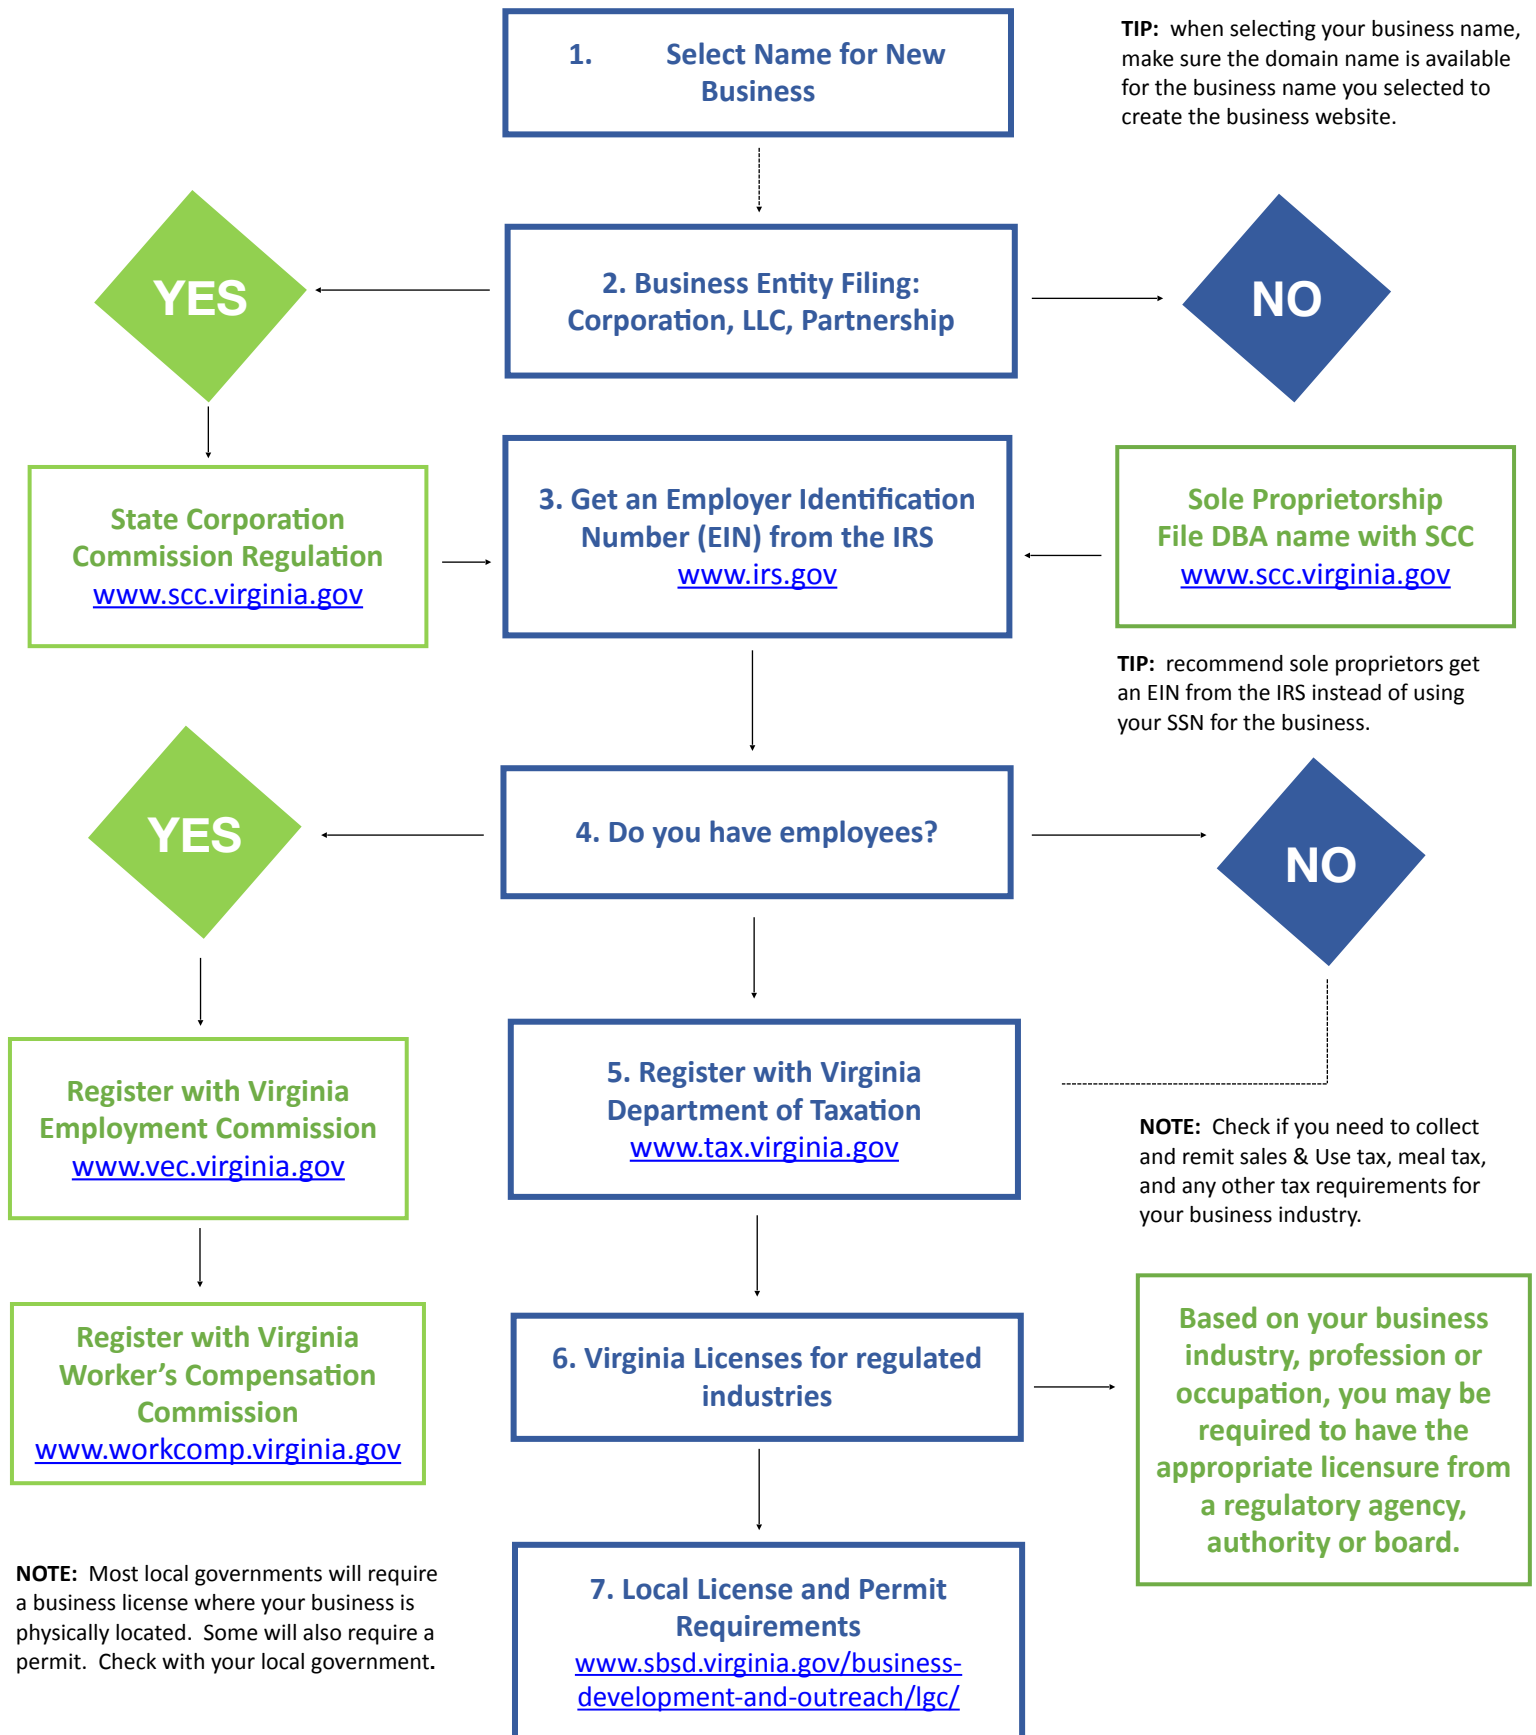 1. Select Name for New
Business
TIP: when selecting your business name,
make sure the domain name is available
for the business name you selected to
create the business website.
YES
2. Business Entity Filing:
Corporation, LLC, Partnership
NO
State Corporation
Commission Regulation
www.scc.virginia.gov
3. Get an Employer Identification
Number (EIN) from the IRS
www.irs.gov
Sole Proprietorship
File DBA name with SCC
www.scc.virginia.gov
TIP: recommend sole proprietors get
an EIN from the IRS instead of using
your SSN for the business.
YES
4. Do you have employees?
NO
Register with Virginia
Employment Commission
www.vec.virginia.gov
5. Register with Virginia
Department of Taxation
www.tax.virginia.gov
NOTE: Check if you need to collect
and remit sales & Use tax, meal tax,
and any other tax requirements for
your business industry.
Register with Virginia
Worker’s Compensation
Commission
www.workcomp.virginia.gov
6. Virginia Licenses for regulated
industries
Based on your business
industry, profession or
occupation, you may be
required to have the
appropriate licensure from
a regulatory agency,
authority or board.
NOTE: Most local governments will require
a business license where your business is
physically located. Some will also require a
permit. Check with your local government.
7. Local License and Permit
Requirements
www.sbsd.virginia.gov/business-
development-and-outreach/lgc/